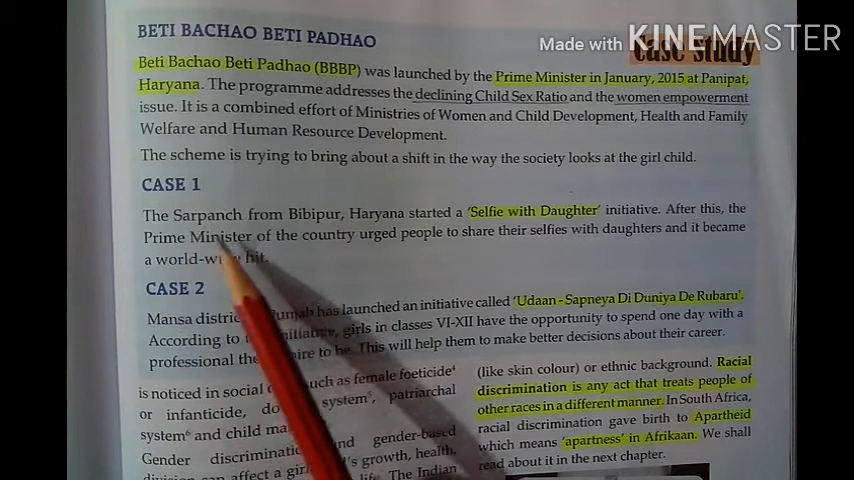 BETI BACHAO BETI PADHAO
Made with KINEMASTER
case study
Beti Bachao Beti Padhao (BBBP) was launched by the Prime Minister in January, 2015 at Panipat,
Haryana. The programme addresses the declining Child Sex Ratio and the women empowerment
issue. It is a combined effort of Ministries of Women and Child Development, Health and Family
Welfare and Human Resource Development.
The scheme is trying to bring about a shift in the way the society looks at the girl child.
CASE 1
The Sarpanch from Bibipur, Haryana started a 'Selfie with Daughter' initiative. After this, the
Prime Minister of the country urged people to share their selfies with daughters and it became
a hit.
CASE 2
Mansa has launched an initiative called 'Udaan - Sapneya Di Duniya De Rubaru'.
According to girls in classes VI-XII have the opportunity to spend one day with a
professional to be. This will help them to make better decisions about their career.
is noticed in social such as female foeticide⁴
or infanticide, system⁵, patriarchal
system⁶ and child
Gender and gender-based
can affect a growth, health,
The Indian
(like skin colour) or ethnic background. Racial
discrimination is any act that treats people of
other races in a different manner. In South Africa,
racial discrimination gave birth to Apartheid
which means 'apartness' in Afrikaan. We shall
read about it in the next chapter.